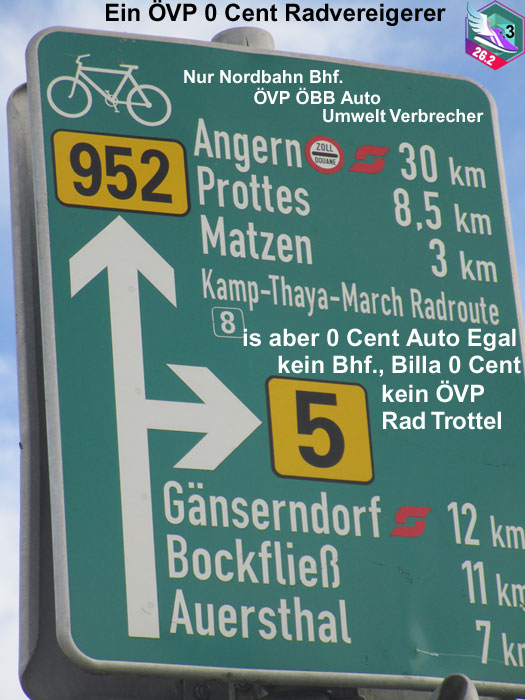 Ein ÖVP 0 Cent Radvereigerer
3
26.2
Nur Nordbahn Bhf.
ÖVP ÖBB Auto
Umwelt Verbrecher
952
Angern ZOLL DOUANE 30 km
Prottes 8,5 km
Matzen 3 km
Kamp-Thaya-March Radroute
8
is aber 0 Cent Auto Egal
kein Bhf., Billa 0 Cent
kein ÖVP
Rad Trottel
5
Gänserndorf 12 km
Bockfließ 11 km
Auersthal 7 km